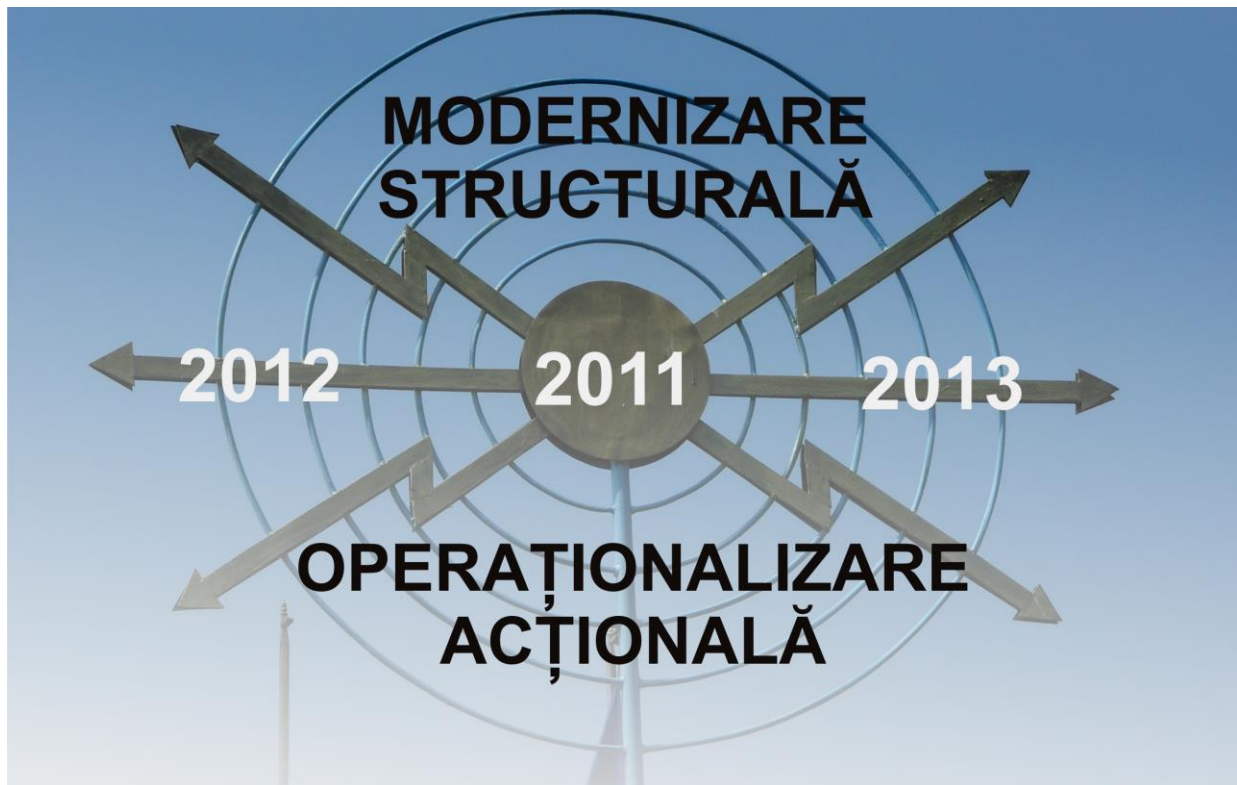 MODERNIZARE
STRUCTURALĂ
2012 2011 2013
OPERAȚIONALIZARE
ACȚIONALĂ